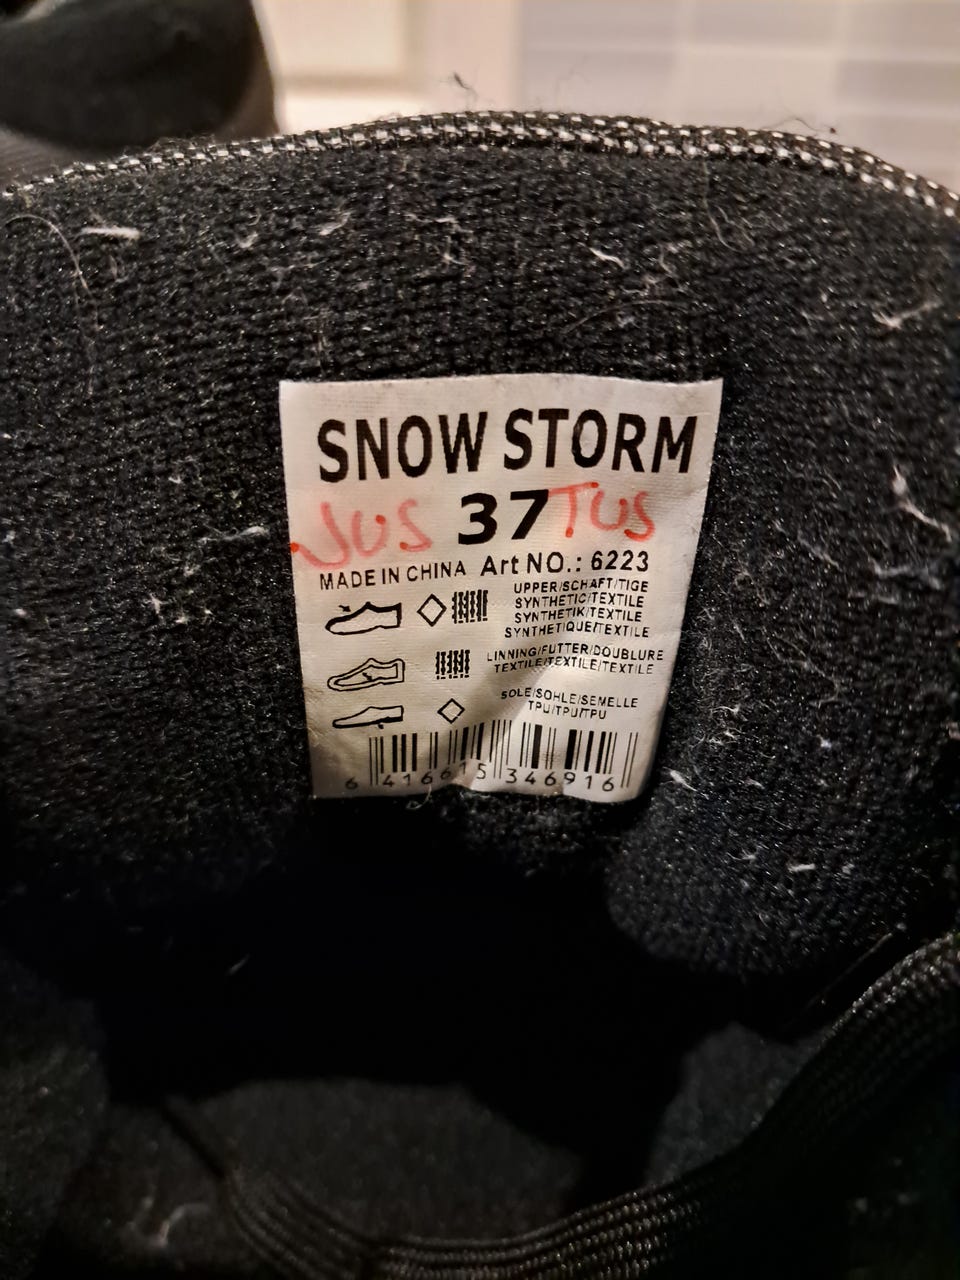 SNOW STORM
JUS 37 TUS
MADE IN CHINA Art NO.: 6223
UPPER/SCHAFT/TIGE
SYNTHETIC/TEXTILE
SYNTHETIK/TEXTILE
SYNTHETIQUE/TEXTILE
LINNING/FUTTER/DOUBLURE
TEXTILE/TEXTILE/TEXTILE
SOLE/SOHLE/SEMELLE
TPU/TPU/TPU
6 416615 346916